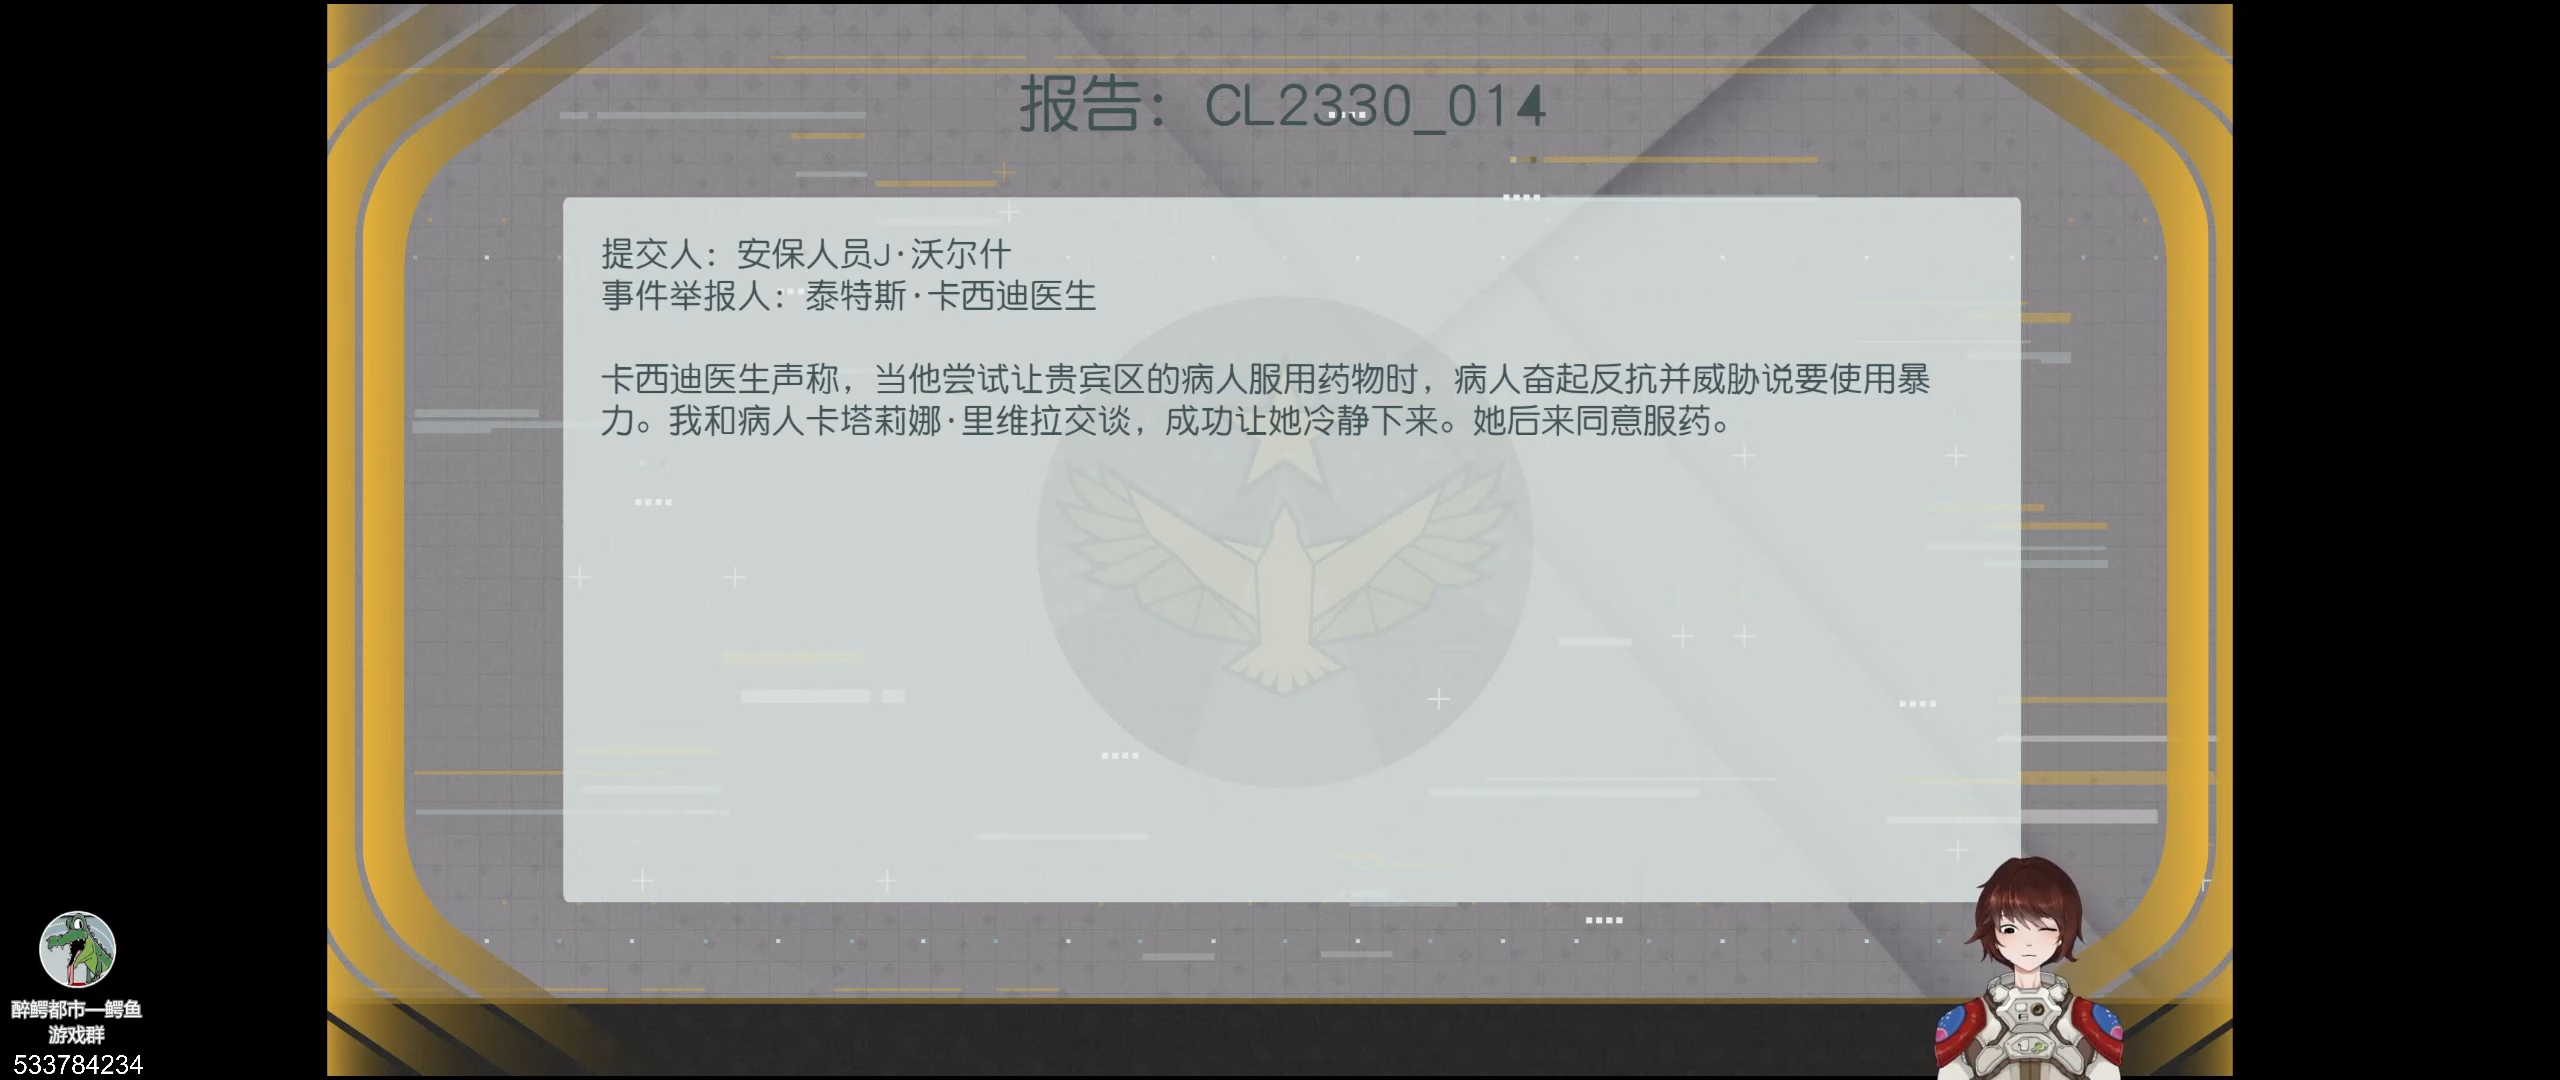 报告：CL2330_014
提交人：安保人员J·沃尔什
事件举报人：泰特斯·卡西迪医生
卡西迪医生声称，当他尝试让贵宾区的病人服用药物时，病人奋起反抗并威胁说要使用暴
力。我和病人卡塔莉娜·里维拉交谈，成功让她冷静下来。她后来同意服药。
醉鳄都市—鳄鱼
游戏群
533784234